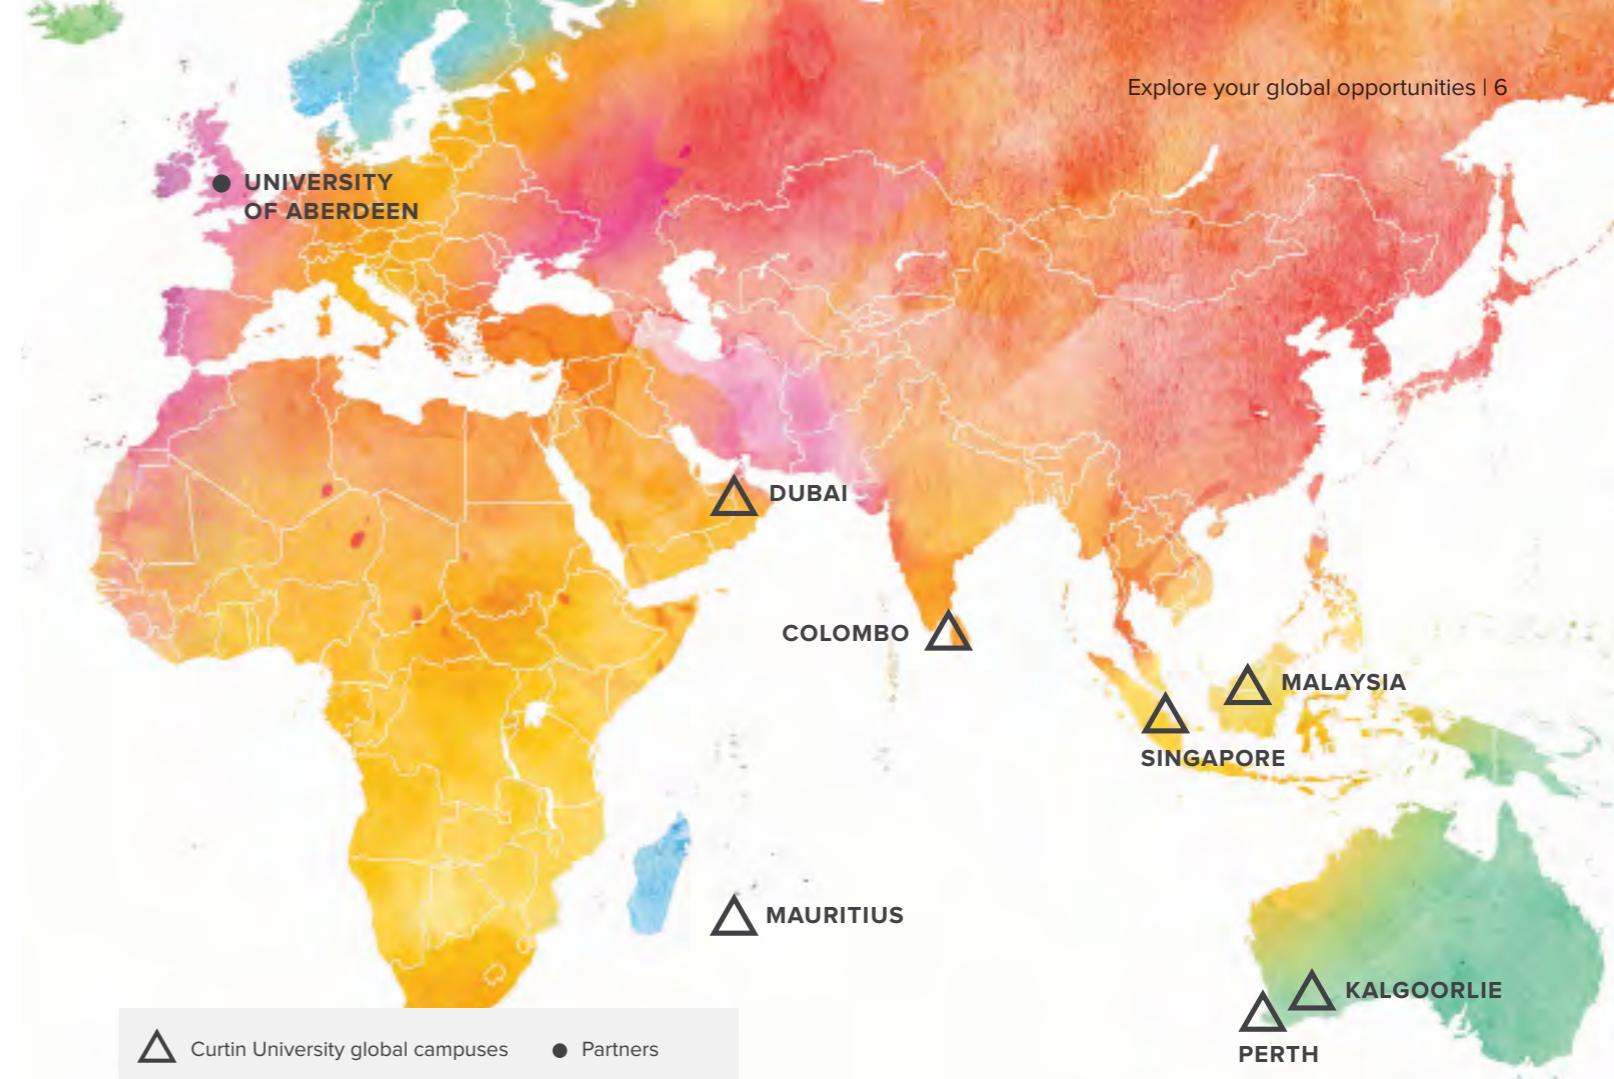 Explore your global opportunities | 6
UNIVERSITY
OF ABERDEEN
DUBAI
COLOMBO
MALAYSIA
SINGAPORE
MAURITIUS
KALGOORLIE
PERTH
Curtin University global campuses
Partners